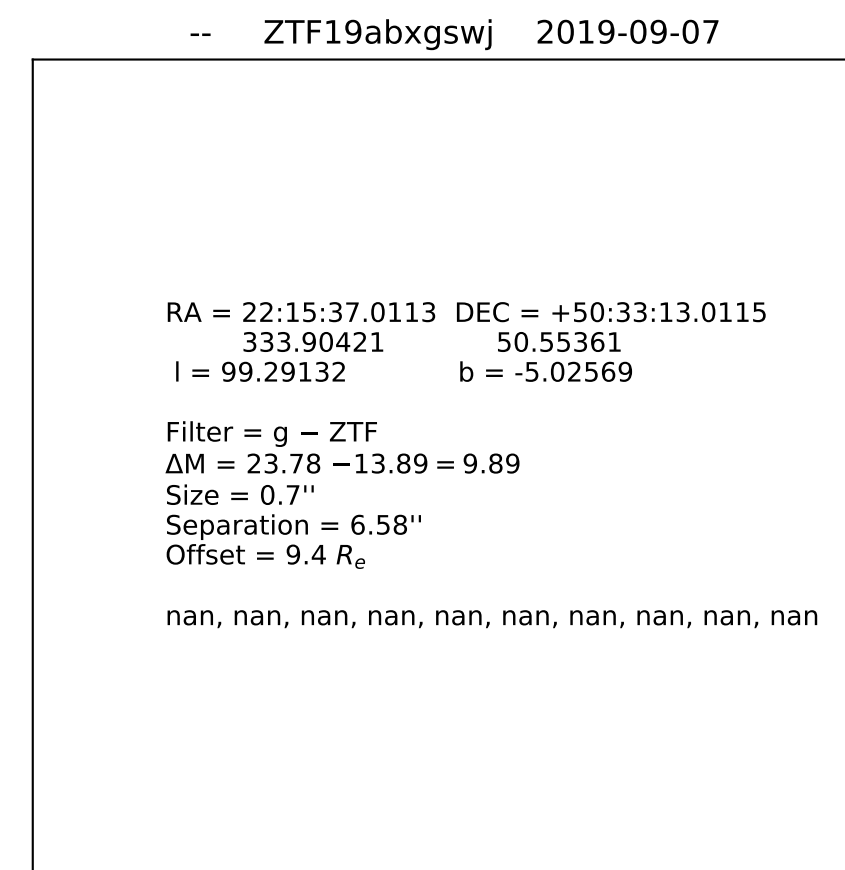 -- ZTF19abxgswj 2019-09-07
RA = 22:15:37.0113 DEC = +50:33:13.0115
333.90421 50.55361
l = 99.29132 b = -5.02569
Filter = g − ZTF
ΔM = 23.78 −13.89 = 9.89
Size = 0.7''
Separation = 6.58''
Offset = 9.4 Rₑ
nan, nan, nan, nan, nan, nan, nan, nan, nan, nan